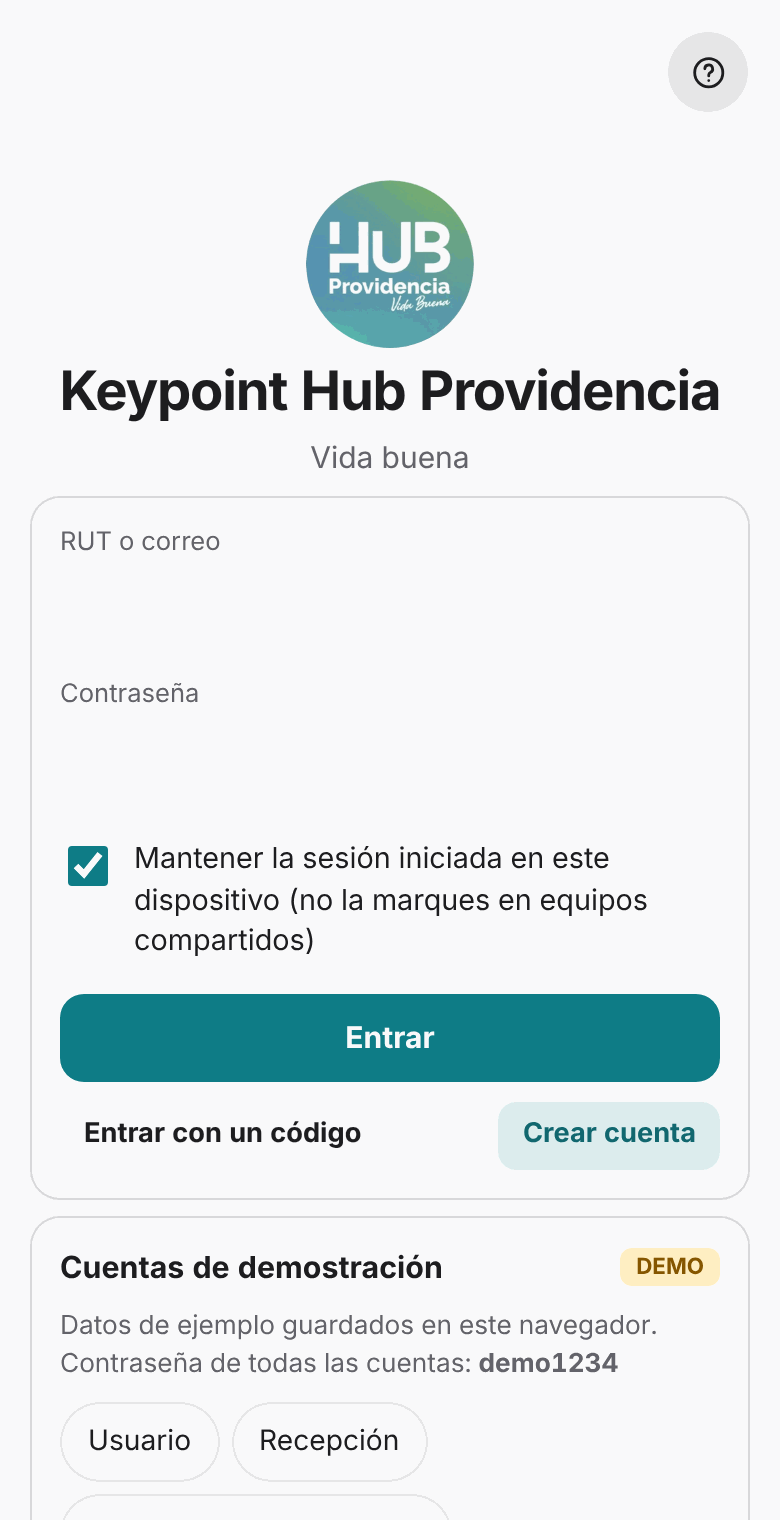 HUB
Providencia
Vida Buena
Keypoint Hub Providencia
Vida buena
RUT o correo
Contraseña
Mantener la sesión iniciada en este
dispositivo (no la marques en equipos
compartidos)
Entrar
Entrar con un código
Crear cuenta
Cuentas de demostración
DEMO
Datos de ejemplo guardados en este navegador.
Contraseña de todas las cuentas: demo1234
Usuario
Recepción